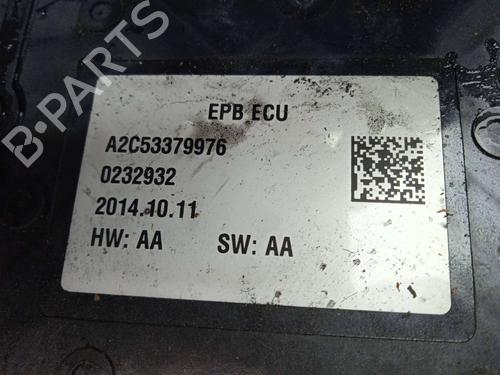 EPB ECU
A2C53379976
0232932
2014.10.11
HW: AA SW: AA
B-PARTS